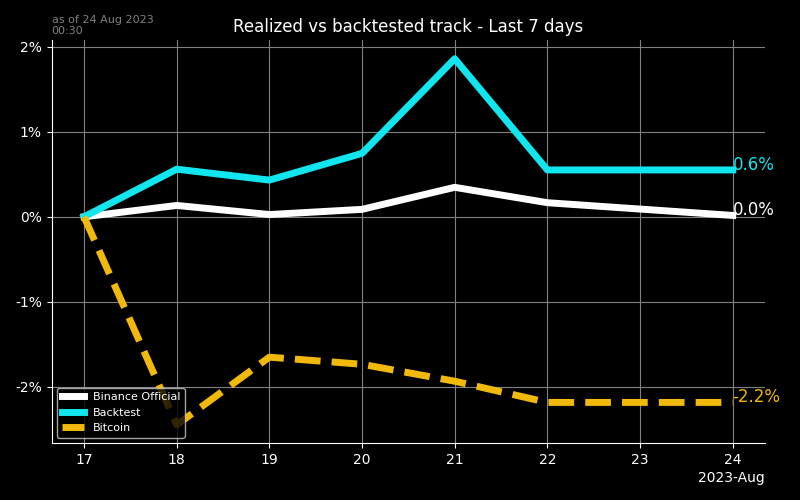 as of 24 Aug 2023
00:30
Realized vs backtested track - Last 7 days
2%
1%
0%
-1%
-2%
0.6%
0.0%
-2.2%
Binance Official
Backtest
Bitcoin
17 18 19 20 21 22 23 24
2023-Aug